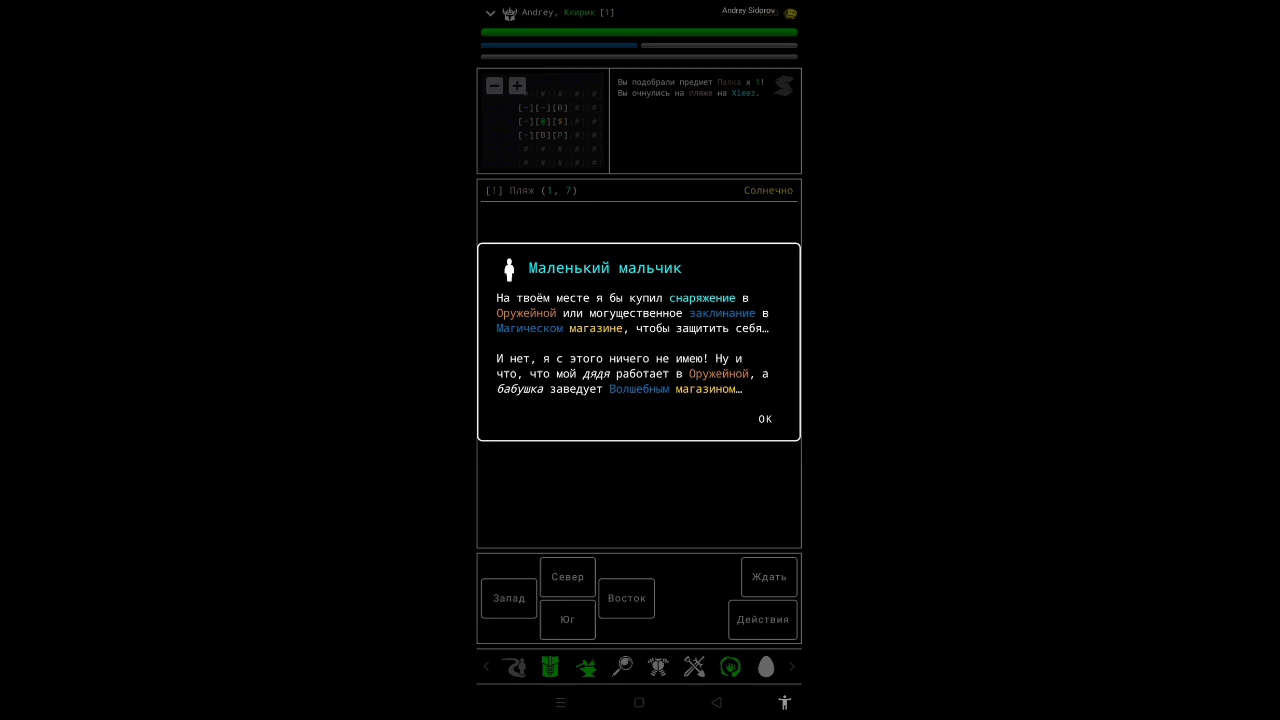 Andrey, Клирик [1]
Andrey Sidorov
Вы подобрали предмет Палка x 1!
Вы очнулись на пляже на Xleez.
[~][~][В]
[~][@][$]
[~][В][Р]
[!] Пляж (1, 7)
Солнечно
Маленький мальчик
На твоём месте я бы купил снаряжение в
Оружейной или могущественное заклинание в
Магическом магазине, чтобы защитить себя…
И нет, я с этого ничего не имею! Ну и
что, что мой дядя работает в Оружейной, а
бабушка заведует Волшебным магазином…
OK
Север
Ждать
Запад
Восток
Юг
Действия